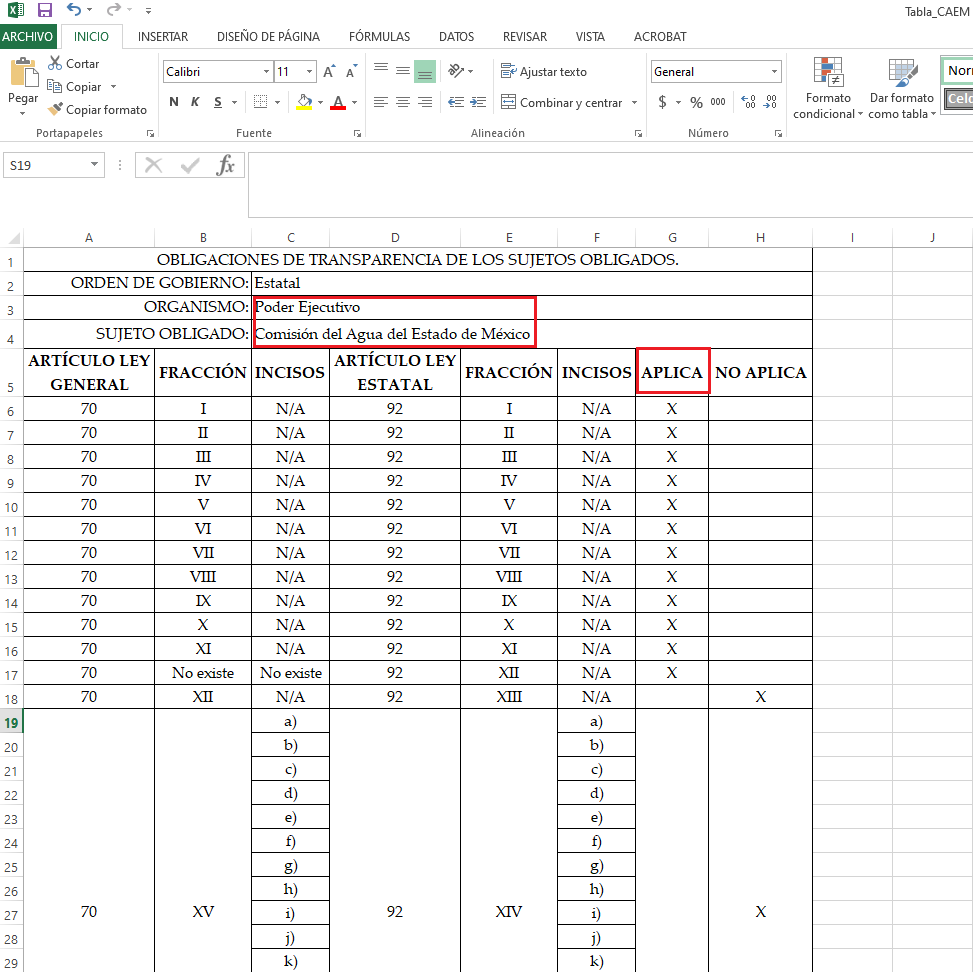 Tabla_CAEM
ARCHIVO INICIO INSERTAR DISEÑO DE PÁGINA FÓRMULAS DATOS REVISAR VISTA ACROBAT
Pegar
Cortar
Copiar
Copiar formato
Portapapeles
Calibri 11
N K S
A A
A
Fuente
Ajustar texto
Combinar y centrar
Alineación
General
$ % 000
Número
Formato condicional
Dar formato como tabla
Nor
Celd
S19
fx
A B C D E F G H I J
1 OBLIGACIONES DE TRANSPARENCIA DE LOS SUJETOS OBLIGADOS.
2 ORDEN DE GOBIERNO: Estatal
3 ORGANISMO: Poder Ejecutivo
4 SUJETO OBLIGADO: Comisión del Agua del Estado de México
5 ARTÍCULO LEY GENERAL FRACCIÓN INCISOS ARTÍCULO LEY ESTATAL FRACCIÓN INCISOS APLICA NO APLICA
6 70 I N/A 92 I N/A X
7 70 II N/A 92 II N/A X
8 70 III N/A 92 III N/A X
9 70 IV N/A 92 IV N/A X
10 70 V N/A 92 V N/A X
11 70 VI N/A 92 VI N/A X
12 70 VII N/A 92 VII N/A X
13 70 VIII N/A 92 VIII N/A X
14 70 IX N/A 92 IX N/A X
15 70 X N/A 92 X N/A X
16 70 XI N/A 92 XI N/A X
17 70 No existe No existe 92 XII N/A X
18 70 XII N/A 92 XIII N/A X
19 a) a)
20 b) b)
21 c) c)
22 d) d)
23 e) e)
24 f) f)
25 g) g)
26 h) h)
27 70 XV i) 92 XIV i) X
28 j) j)
29 k) k)